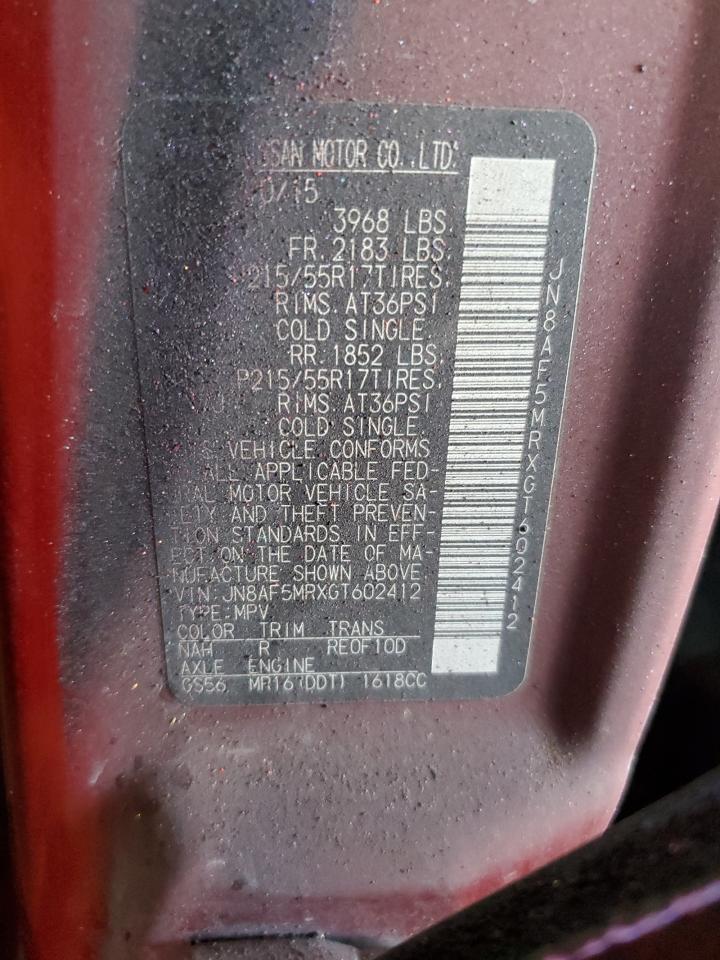 MOTOR CO.,LTD.
3968 LBS.
FR. 2183 LBS.
P215/55R17TIRES.
RIMS. AT36PSI
COLD SINGLE
RR. 1852 LBS.
P215/55R17TIRES.
RIMS. AT36PSI
COLD SINGLE
VEHICLE CONFORMS
ALL APPLICABLE FED-
MOTOR VEHICLE SA-
AND THEFT PREVEN-
TION STANDARDS IN EFF-
ECT ON THE DATE OF MA-
NUFACTURE SHOWN ABOVE
VIN:JN8AF5MRXGT602412
TYPE:MPV
COLOR TRIM TRANS
NAH R RE0F10D
AXLE ENGINE
GS56 MR16(DDT) 1618CC
JN8AF5MRXGT602412